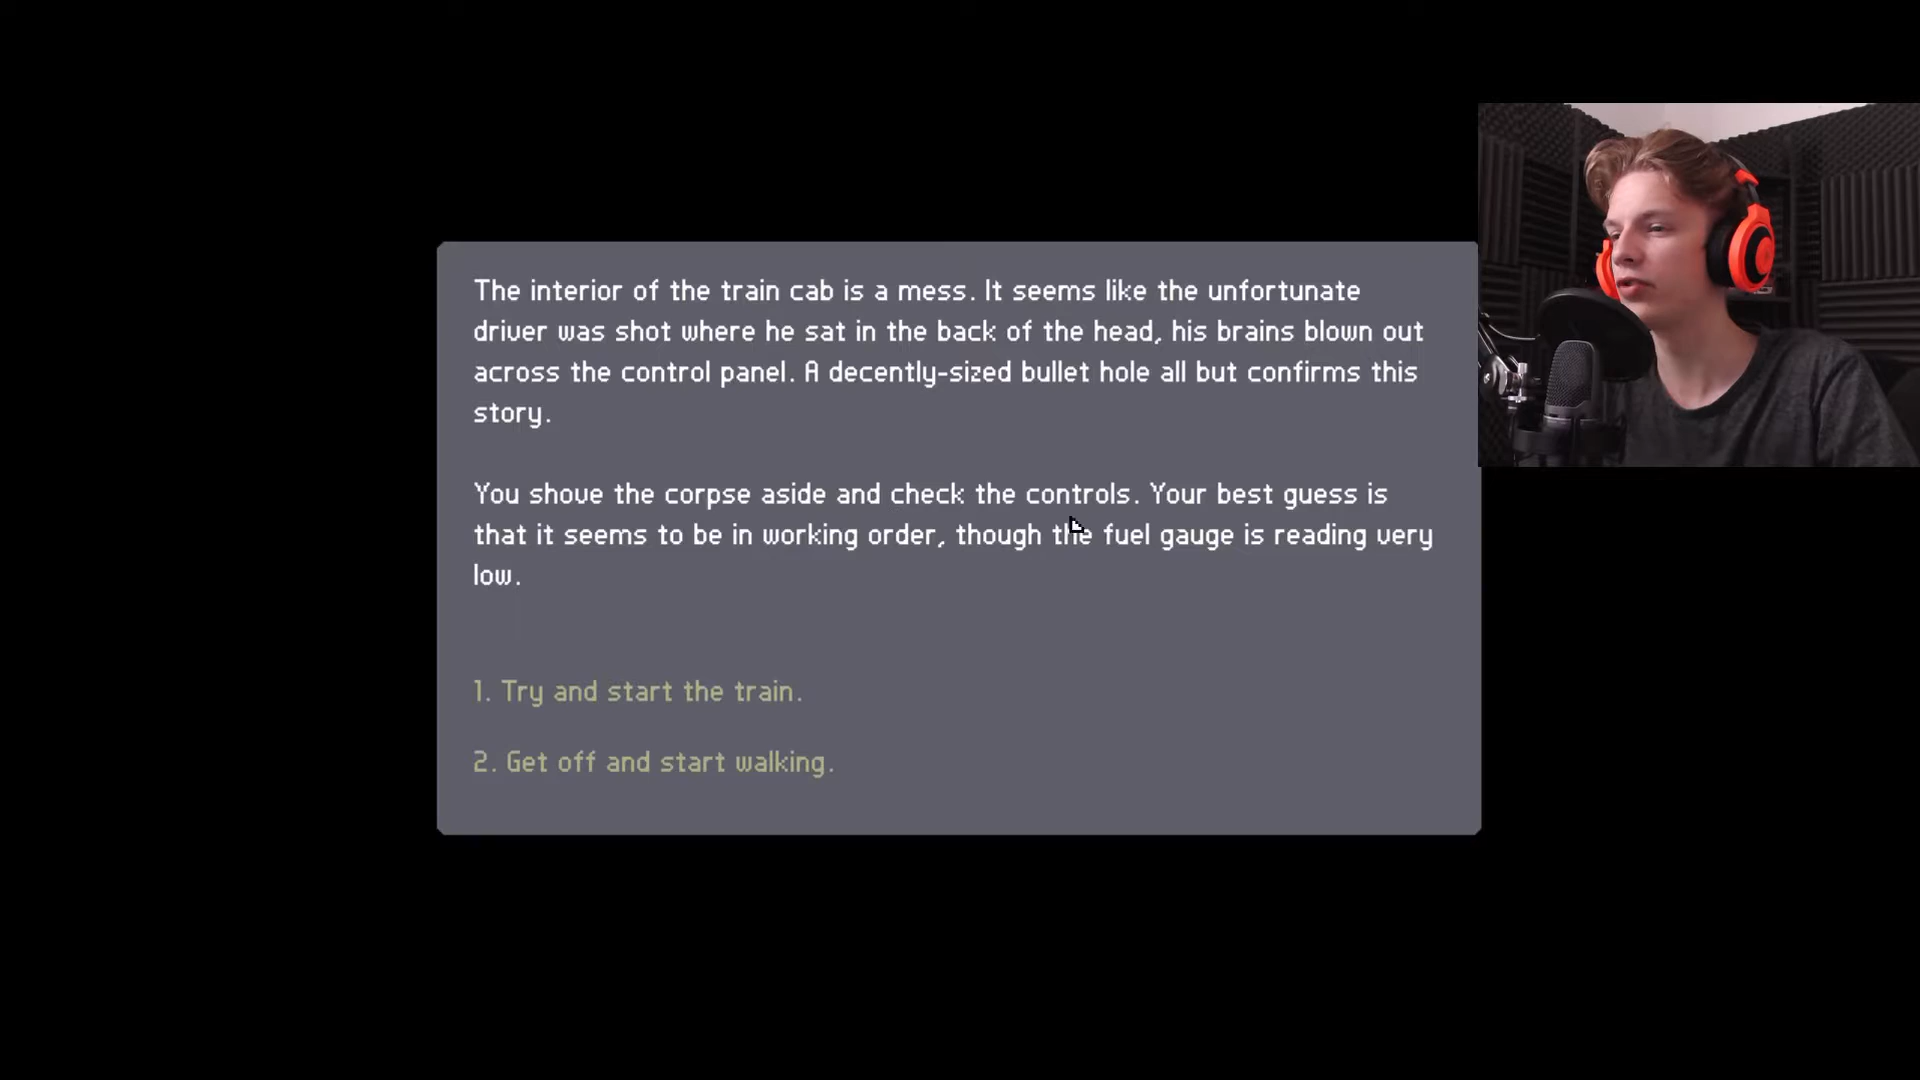 The interior of the train cab is a mess. It seems like the unfortunate
driver was shot where he sat in the back of the head, his brains blown out
across the control panel. A decently-sized bullet hole all but confirms this
story.
You shove the corpse aside and check the controls. Your best guess is
that it seems to be in working order, though the fuel gauge is reading very
low.
1. Try and start the train.
2. Get off and start walking.